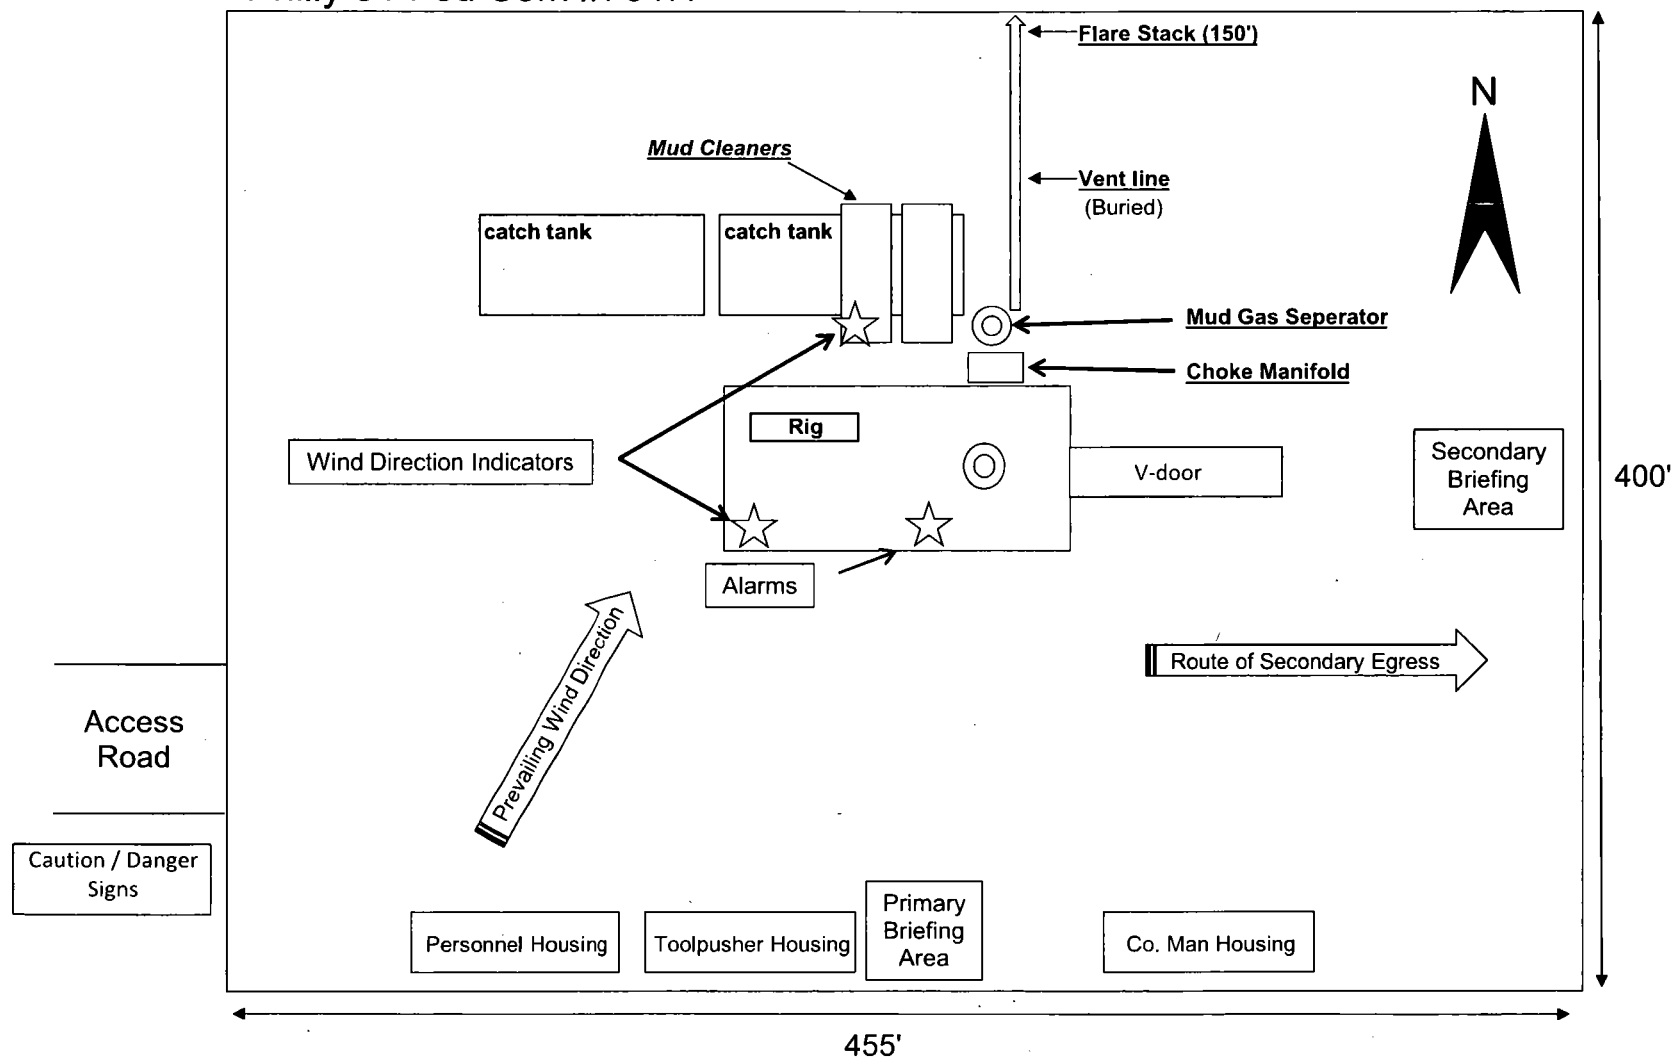 Flare Stack (150')
N
Mud Cleaners
Vent line
(Buried)
catch tank
catch tank
Mud Gas Seperator
Choke Manifold
Rig
Wind Direction Indicators
V-door
Secondary
Briefing
Area
400'
Alarms
Prevailing Wind Direction
Route of Secondary Egress
Access
Road
Caution / Danger
Signs
Primary
Briefing
Area
Personnel Housing
Toolpusher Housing
Co. Man Housing
455'